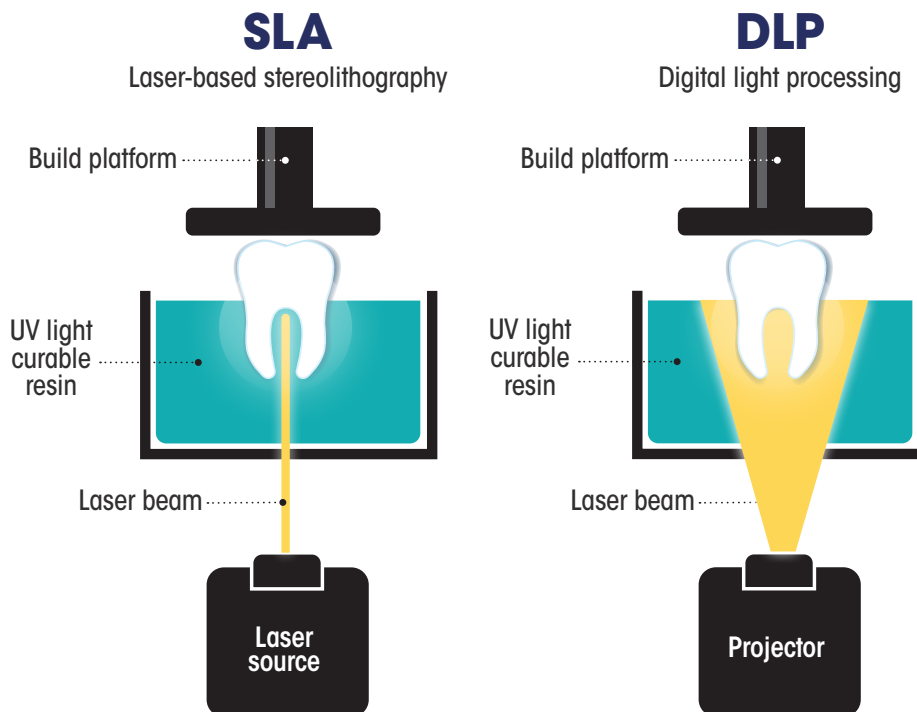 SLA
Laser-based stereolithography
Build platform
UV light
curable
resin
Laser beam
Laser
source
DLP
Digital light processing
Build platform
UV light
curable
resin
Laser beam
Projector